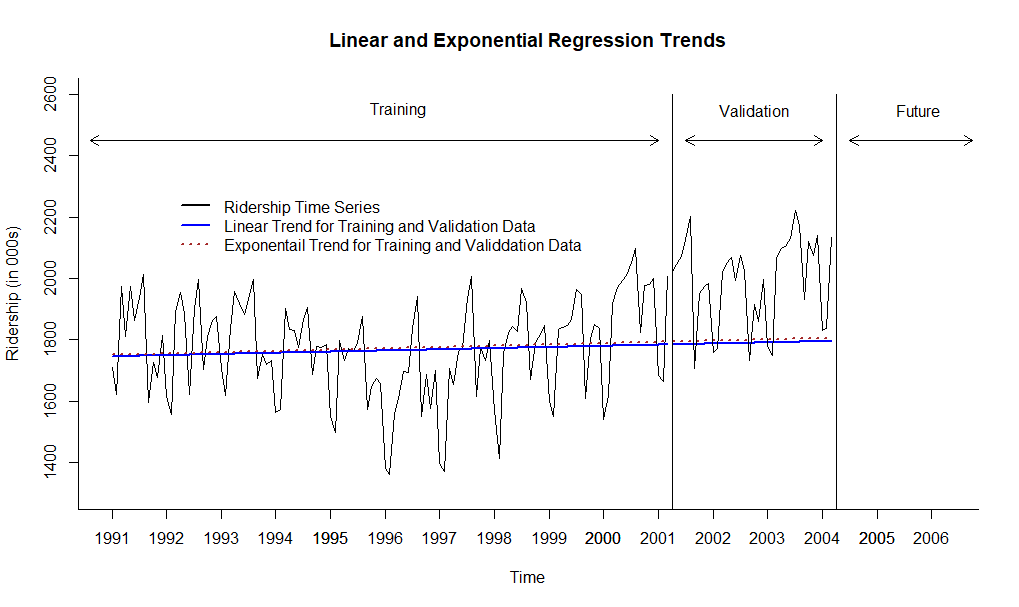 Linear and Exponential Regression Trends
Training
Validation
Future
Ridership Time Series
Linear Trend for Training and Validation Data
Exponentail Trend for Training and Validdation Data
Ridership (in 000s)
2600
2400
2200
2000
1800
1600
1400
1991 1992 1993 1994 1995 1996 1997 1998 1999 2000 2001 2002 2003 2004 2005 2006
Time